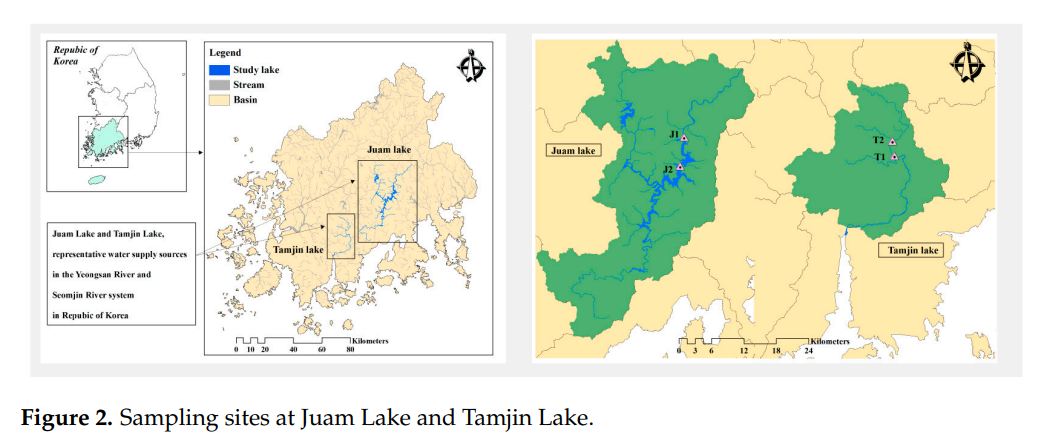 Repubic of
Korea
Legend
Study lake
Stream
Basin
Juam lake
Tamjin lake
Juam Lake and Tamjin Lake,
representative water supply sources
in the Yeongsan River and
Seomjin River system
in Repubic of Korea
Kilometers
0 10 20 40 60 80
J1
J2
Juam lake
T2
T1
Tamjin lake
Kilometers
0 3 6 12 18 24
Figure 2. Sampling sites at Juam Lake and Tamjin Lake.